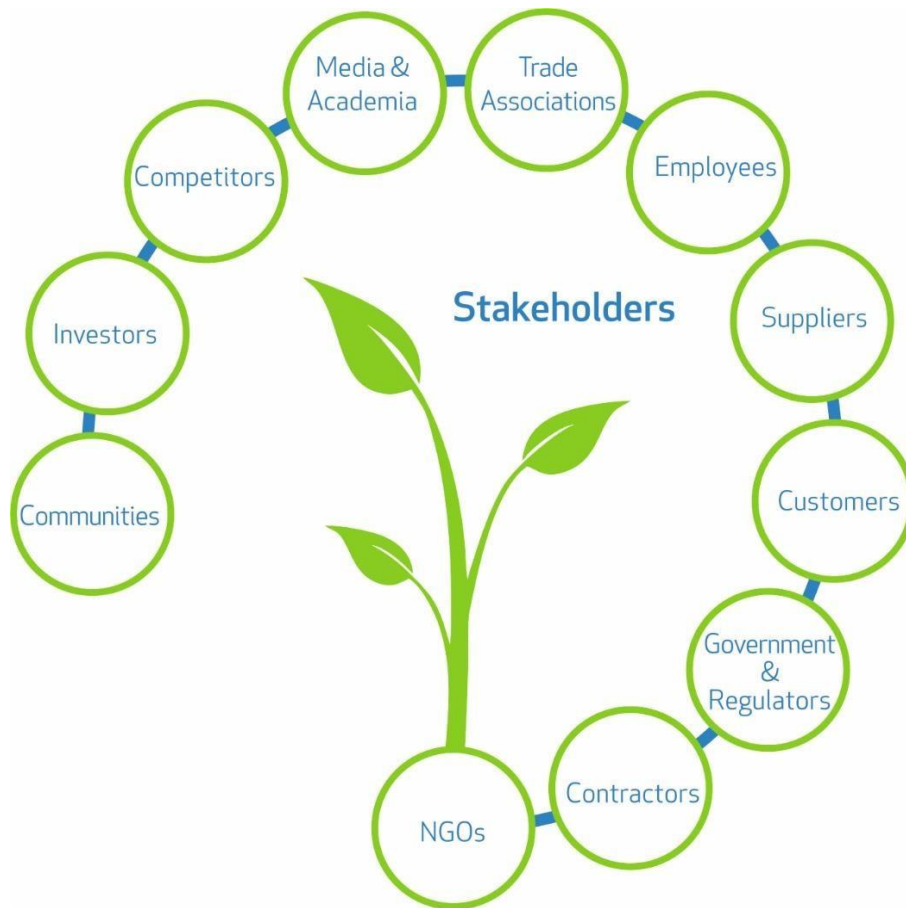 Media &
Academia
Trade
Associations
Competitors
Employees
Stakeholders
Investors
Suppliers
Communities
Customers
Government
&
Regulators
Contractors
NGOs